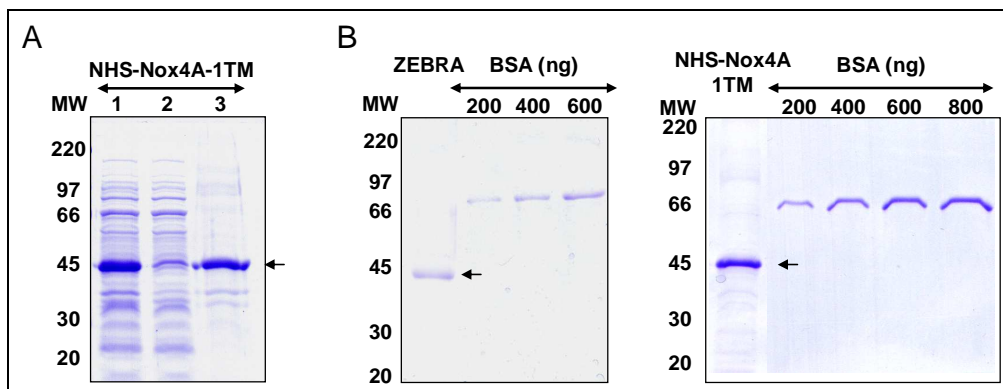 A
NHS-Nox4A-1TM
MW 1 2 3
220
97
66
45
30
20
B
ZEBRA BSA (ng)
MW 200 400 600
220
97
66
45
30
20
NHS-Nox4A
1TM
BSA (ng)
MW 200 400 600 800
220
97
66
45
30
20